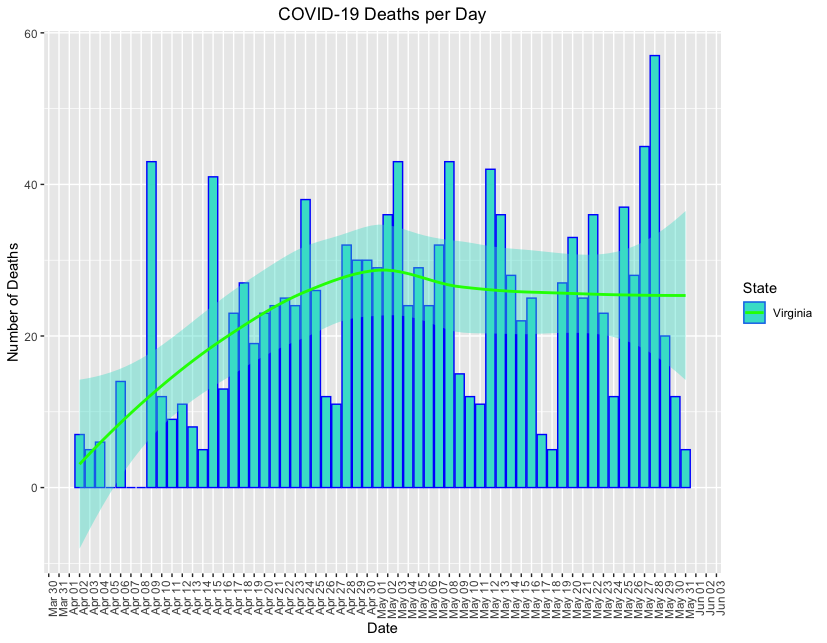 COVID-19 Deaths per Day
60
40
20
0
Number of Deaths
Mar 30
Mar 31
Apr 01
Apr 02
Apr 03
Apr 04
Apr 05
Apr 06
Apr 07
Apr 08
Apr 09
Apr 10
Apr 11
Apr 12
Apr 13
Apr 14
Apr 15
Apr 16
Apr 17
Apr 18
Apr 19
Apr 20
Apr 21
Apr 22
Apr 23
Apr 24
Apr 25
Apr 26
Apr 27
Apr 28
Apr 29
Apr 30
May 01
May 02
May 03
May 04
May 05
May 06
May 07
May 08
May 09
May 10
May 11
May 12
May 13
May 14
May 15
May 16
May 17
May 18
May 19
May 20
May 21
May 22
May 23
May 24
May 25
May 26
May 27
May 28
May 29
May 30
May 31
Jun 01
Jun 02
Jun 03
Date
State
Virginia